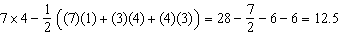 7 × 4 − 1/2 ((7)(1) + (3)(4) + (4)(3)) = 28 − 7/2 − 6 − 6 = 12.5